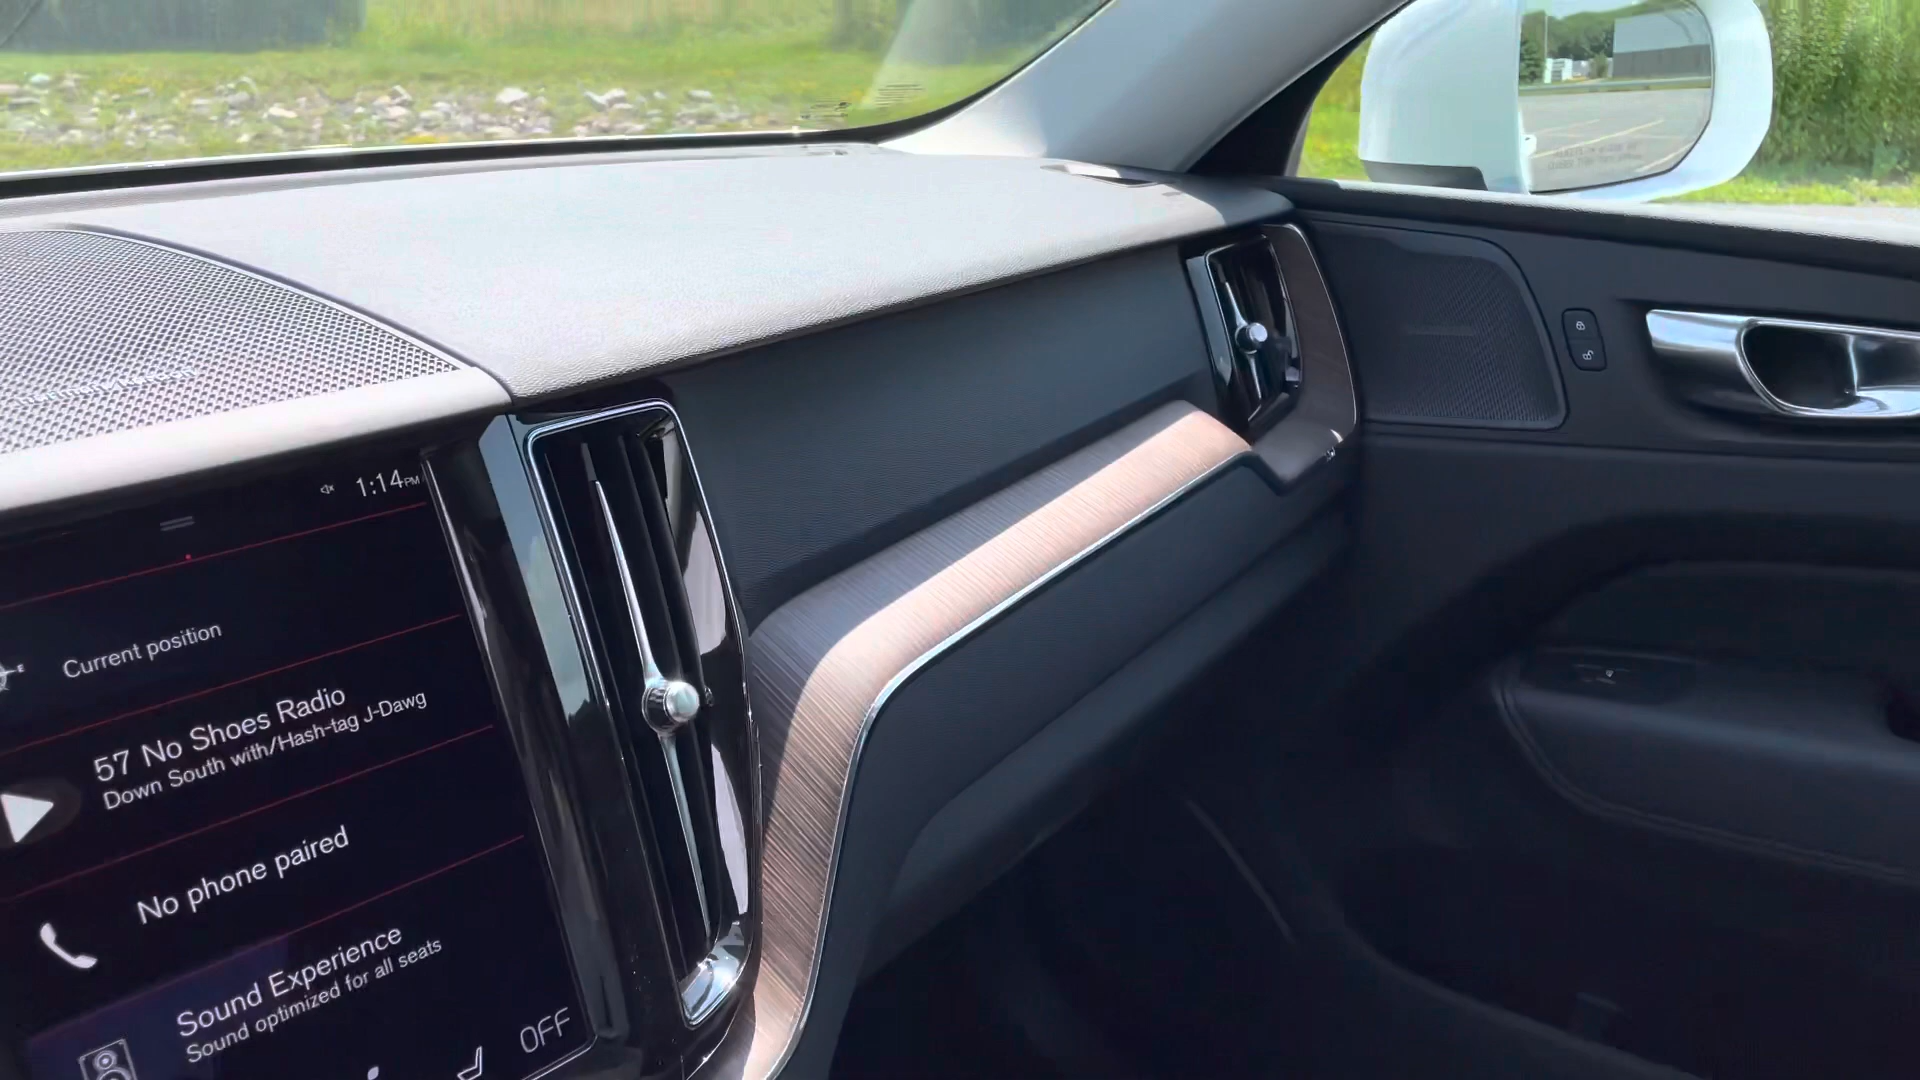 1:14PM
Current position
57 No Shoes Radio
Down South with/Hash-tag J-Dawg
No phone paired
Sound Experience
Sound optimized for all seats
OFF